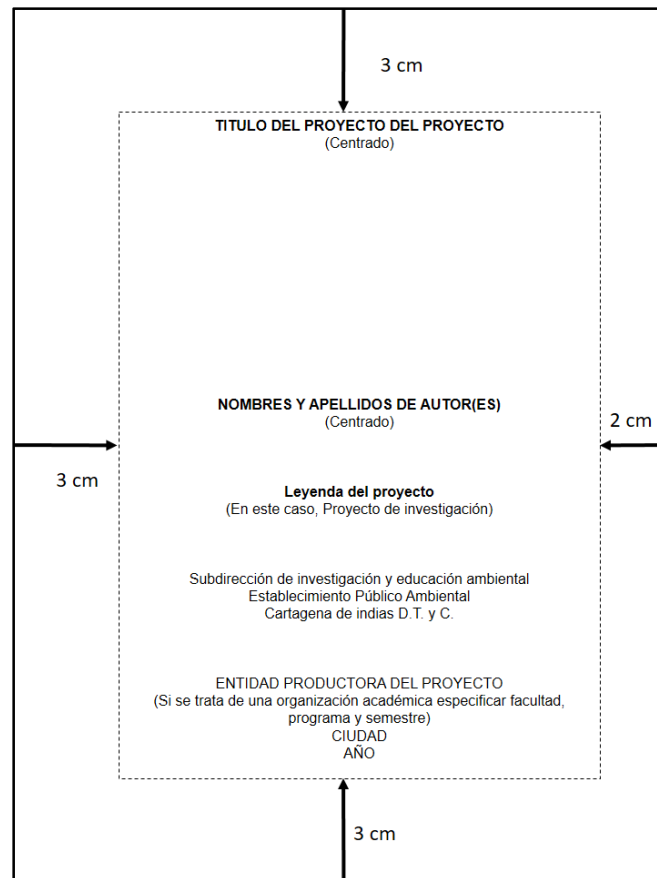 3 cm
TITULO DEL PROYECTO DEL PROYECTO
(Centrado)
NOMBRES Y APELLIDOS DE AUTOR(ES)
(Centrado)
2 cm
3 cm
Leyenda del proyecto
(En este caso, Proyecto de investigación)
Subdirección de investigación y educación ambiental
Establecimiento Público Ambiental
Cartagena de indias D.T. y C.
ENTIDAD PRODUCTORA DEL PROYECTO
(Si se trata de una organización académica especificar facultad,
programa y semestre)
CIUDAD
AÑO
3 cm